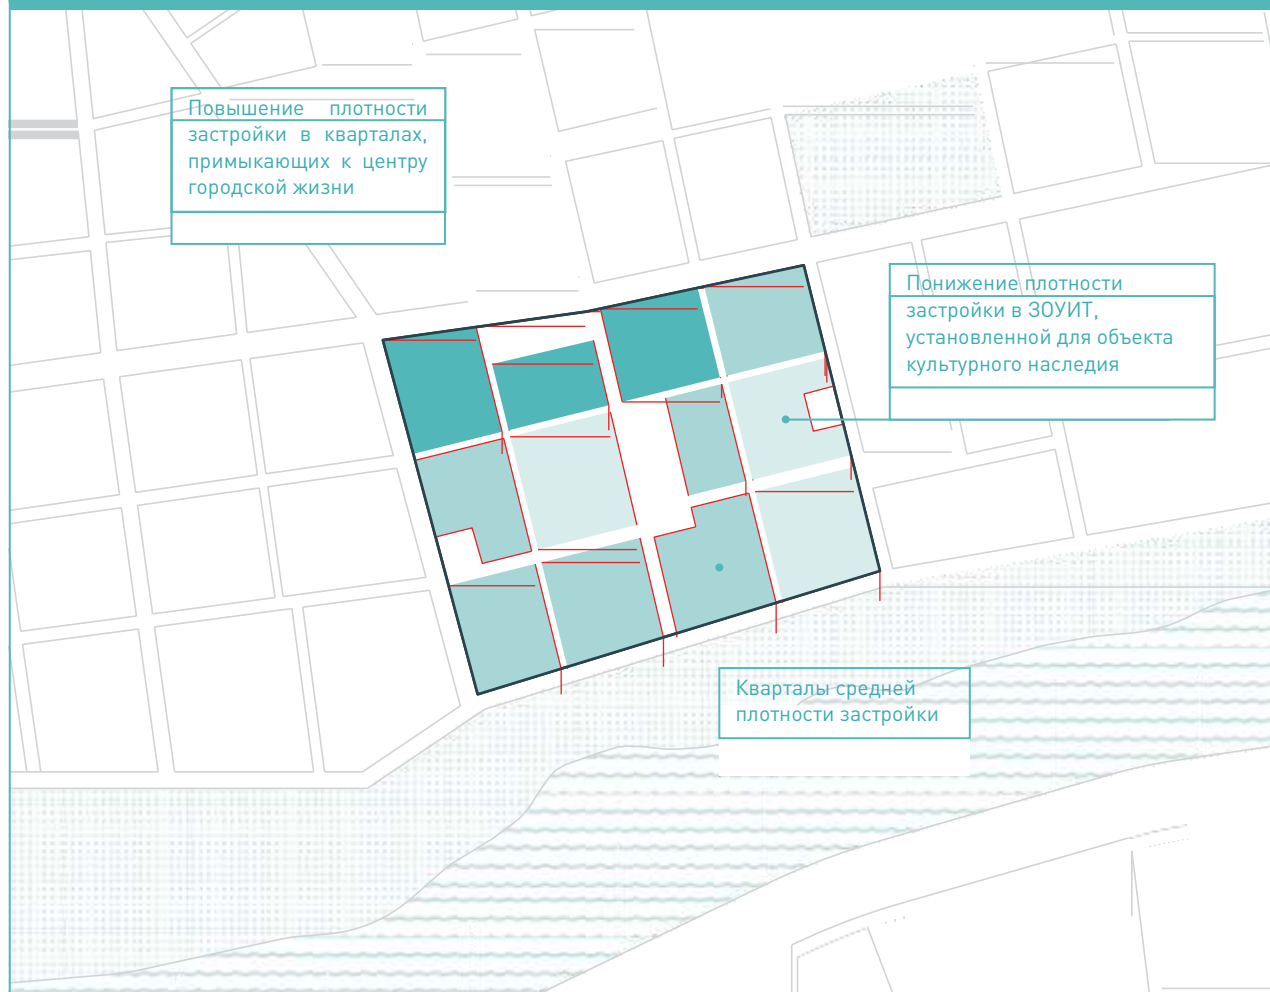 Повышение плотности
застройки в кварталах,
примыкающих к центру
городской жизни
Понижение плотности
застройки в ЗОУИТ,
установленной для объекта
культурного наследия
Кварталы средней
плотности застройки